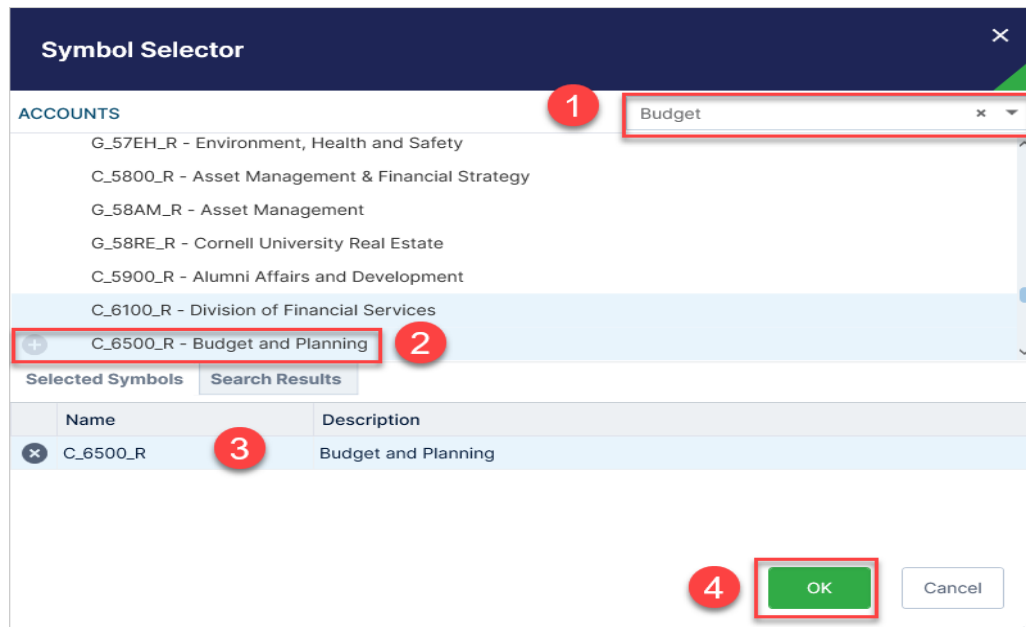 Symbol Selector
ACCOUNTS
1
Budget
G_57EH_R - Environment, Health and Safety
C_5800_R - Asset Management & Financial Strategy
G_58AM_R - Asset Management
G_58RE_R - Cornell University Real Estate
C_5900_R - Alumni Affairs and Development
C_6100_R - Division of Financial Services
C_6500_R - Budget and Planning 2
Selected Symbols Search Results
Name Description
C_6500_R 3 Budget and Planning
4 OK Cancel